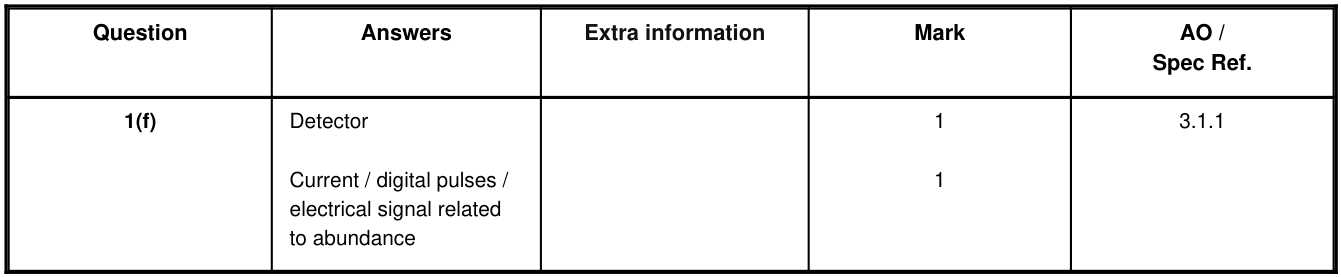 Question Answers Extra information Mark AO /
Spec Ref.
1(f) Detector 1 3.1.1
Current / digital pulses / 1
electrical signal related
to abundance